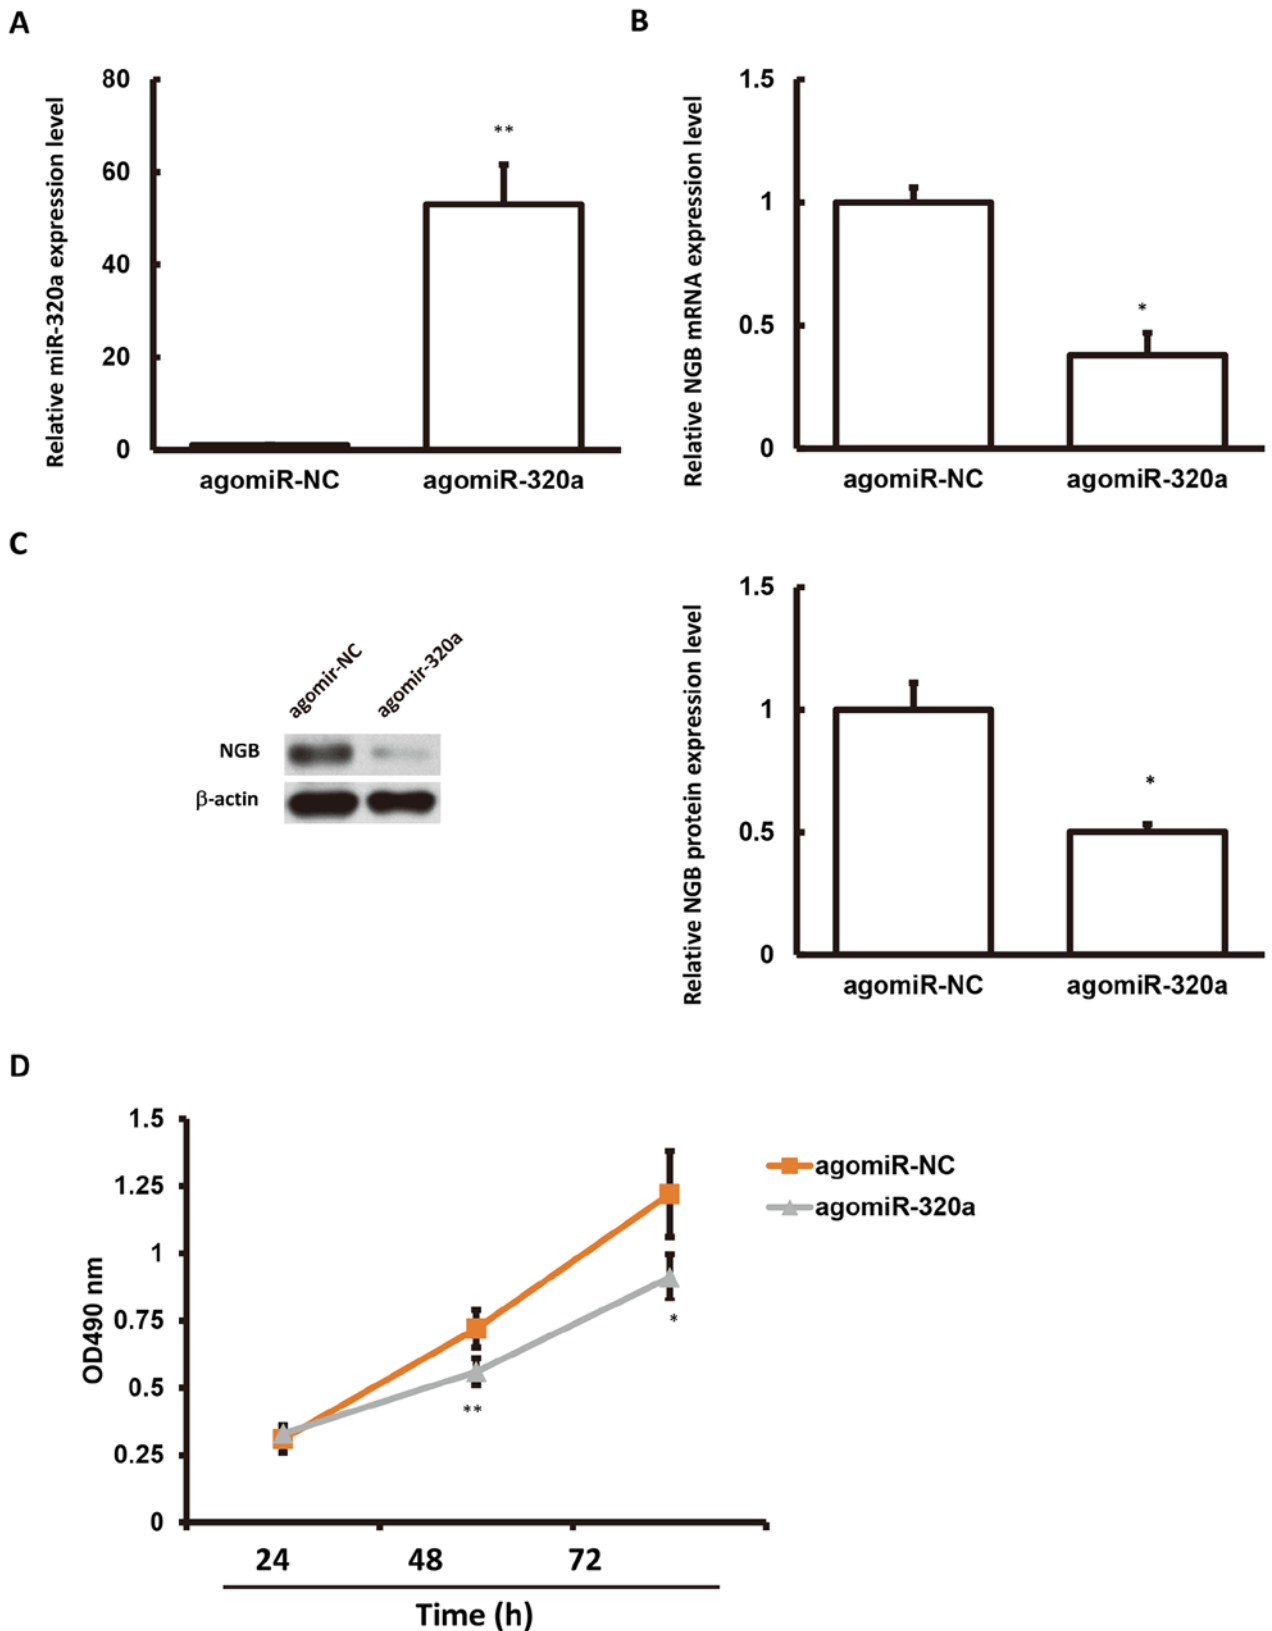 A
Relative miR-320a expression level
80
60
40
20
0
**
agomiR-NC agomiR-320a
B
Relative NGB mRNA expression level
1.5
1
0.5
0
*
agomiR-NC agomiR-320a
C
agomir-NC
agomir-320a
NGB
β-actin
Relative NGB protein expression level
1.5
1
0.5
0
*
agomiR-NC agomiR-320a
D
OD490 nm
1.5
1.25
1
0.75
0.5
0.25
0
**
*
agomiR-NC
agomiR-320a
24 48 72
Time (h)